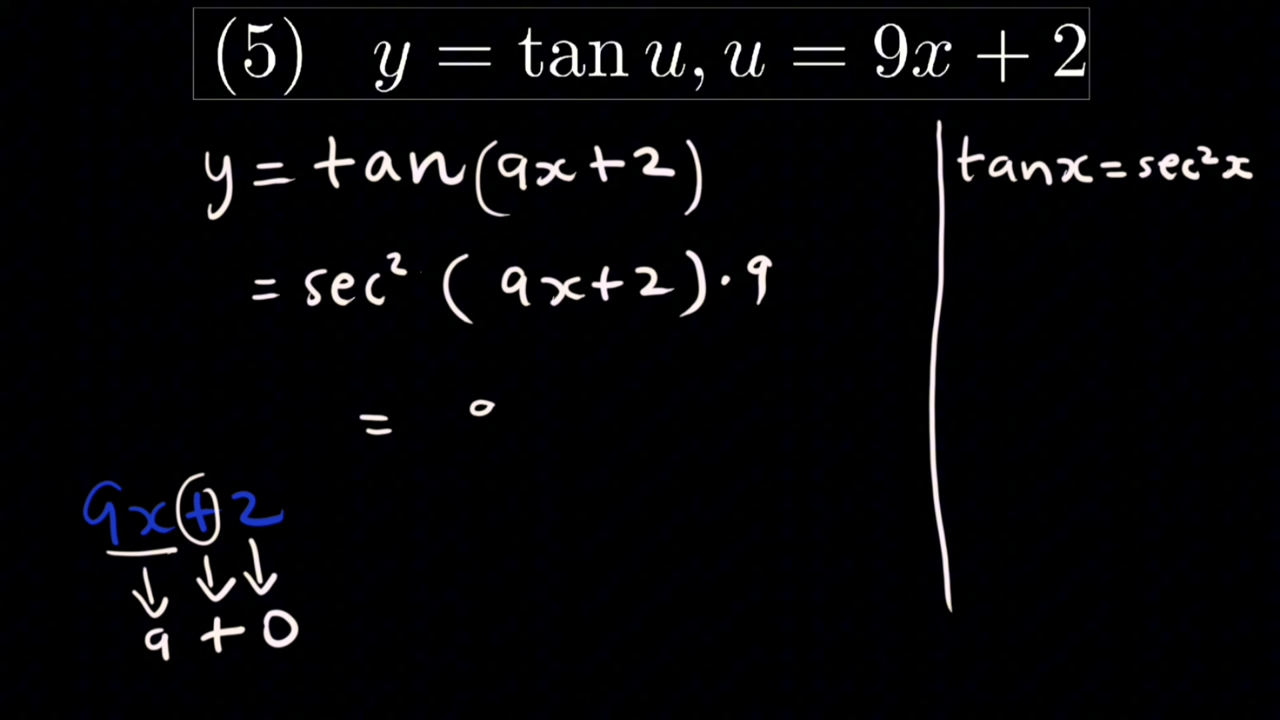 (5) y = tan u, u = 9x + 2
y = tan(9x+2)
= sec² (9x+2)·9
=
9x+2
9 + 0
tanx = sec²x